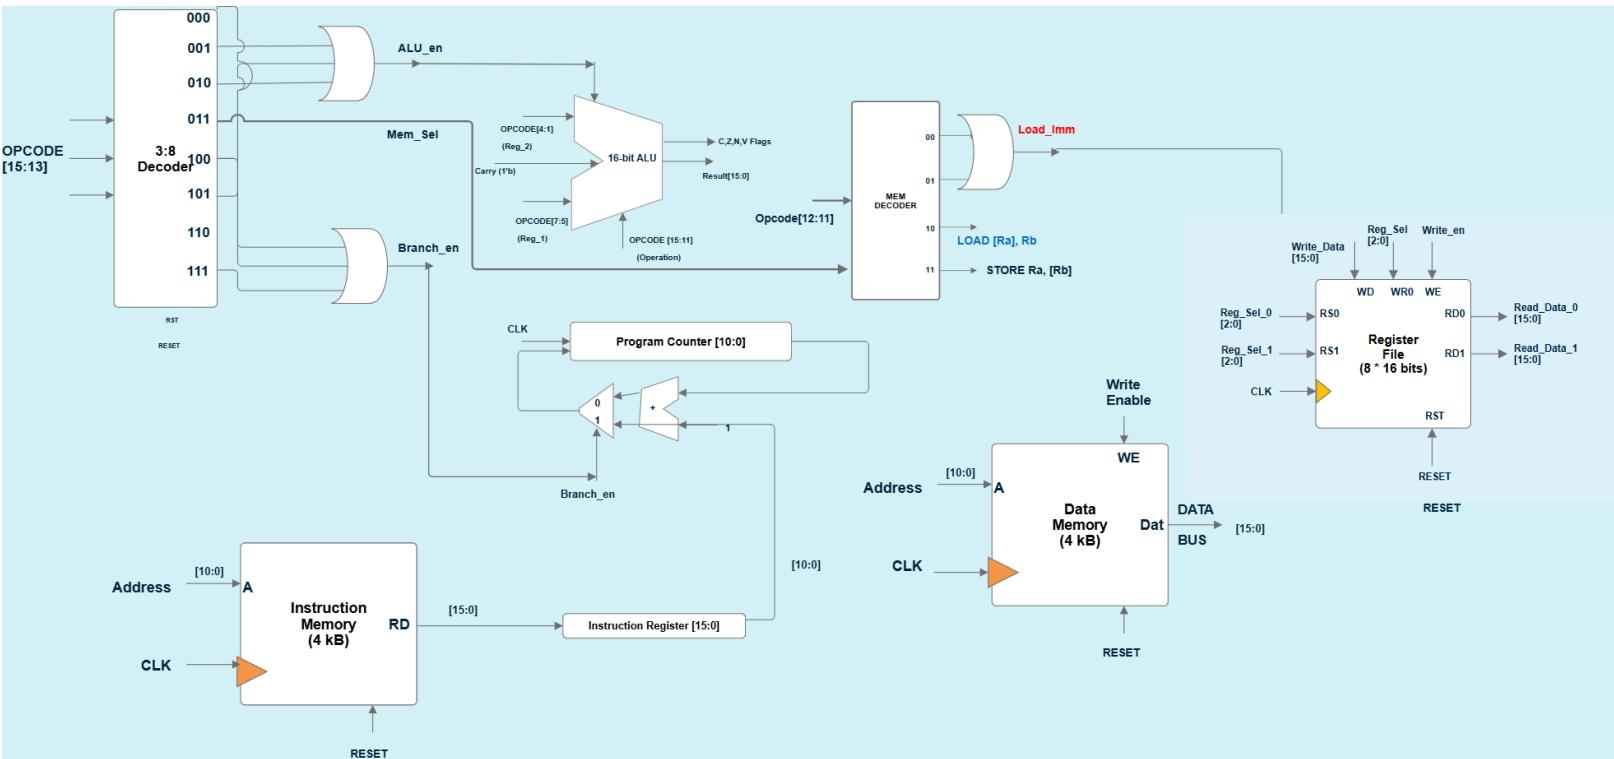 000
001
010
011
100
101
110
111
3:8
Decoder
OPCODE
[15:13]
RST
RESET
ALU_en
Mem_Sel
Branch_en
OPCODE[4:1]
(Reg_2)
Carry (1'b)
OPCODE[7:5]
(Reg_1)
16-bit ALU
C,Z,N,V Flags
Result[15:0]
OPCODE [15:11]
(Operation)
Opcode[12:11]
MEM
DECODER
00
01
10
11
Load_Imm
LOAD [Ra], Rb
STORE Ra, [Rb]
Write_Data
[15:0]
Reg_Sel
[2:0]
Write_en
WD
WR0
WE
Reg_Sel_0
[2:0]
RS0
Reg_Sel_1
[2:0]
RS1
CLK
Register
File
(8 * 16 bits)
RD0
RD1
Read_Data_0
[15:0]
Read_Data_1
[15:0]
RST
RESET
RESET
CLK
Program Counter [10:0]
0
1
+
1
Branch_en
[10:0]
Address
[10:0]
A
Instruction
Memory
(4 kB)
RD
CLK
RESET
[15:0]
Instruction Register [15:0]
Write
Enable
WE
Address
[10:0]
A
Data
Memory
(4 kB)
Dat
DATA
BUS
[15:0]
CLK
RESET